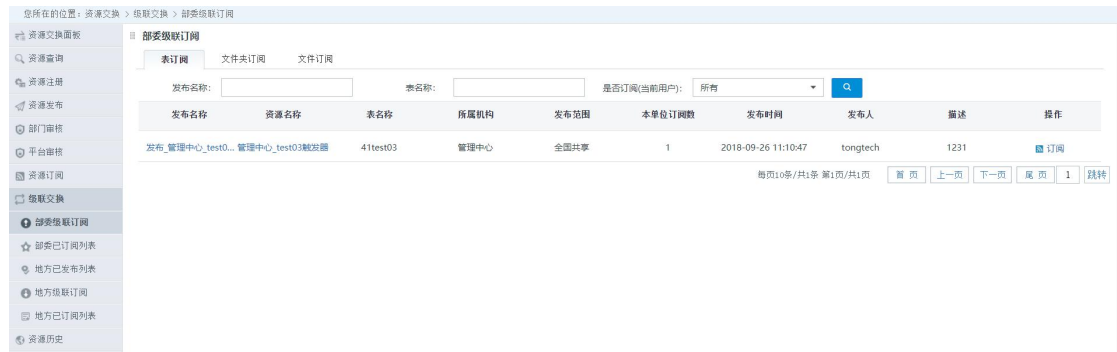 您所在的位置：资源交换 > 级联交换 > 部委级联订阅
资源交换面板
资源查询
资源注册
资源发布
部门审核
平台审核
资源订阅
级联交换
部委级联订阅
部委已订阅列表
地方已发布列表
地方级联订阅
地方已订阅列表
资源历史
部委级联订阅
表订阅 文件夹订阅 文件订阅
发布名称: 表名称: 是否订阅(当前用户): 所有
发布名称 资源名称 表名称 所属机构 发布范围 本单位订阅数 发布时间 发布人 描述 操作
发布_管理中心_test0... 管理中心_test03触发器 41test03 管理中心 全国共享 1 2018-09-26 11:10:47 tongtech 1231 订阅
每页10条/共1条 第1页/共1页 首 页 上一页 下一页 尾 页 1 跳转